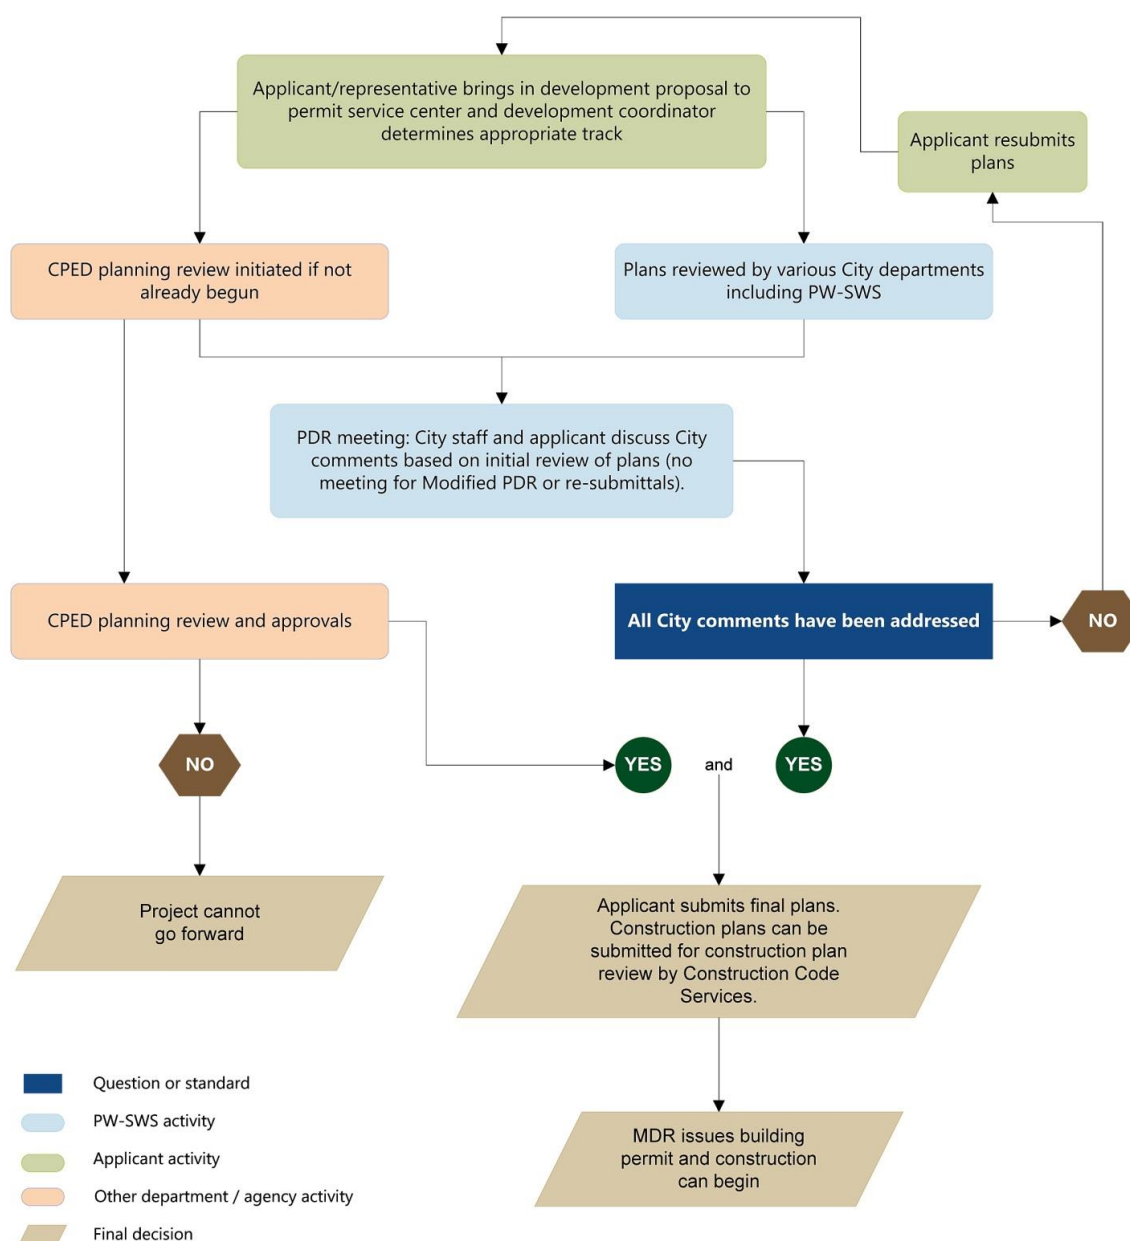 Applicant/representative brings in development proposal to
permit service center and development coordinator
determines appropriate track
Applicant resubmits
plans
CPED planning review initiated if not
already begun
Plans reviewed by various City departments
including PW-SWS
PDR meeting: City staff and applicant discuss City
comments based on initial review of plans (no
meeting for Modified PDR or re-submittals).
CPED planning review and approvals
All City comments have been addressed
NO
NO
YES
and
YES
Project cannot
go forward
Applicant submits final plans.
Construction plans can be
submitted for construction plan
review by Construction Code
Services.
MDR issues building
permit and construction
can begin
Question or standard
PW-SWS activity
Applicant activity
Other department / agency activity
Final decision